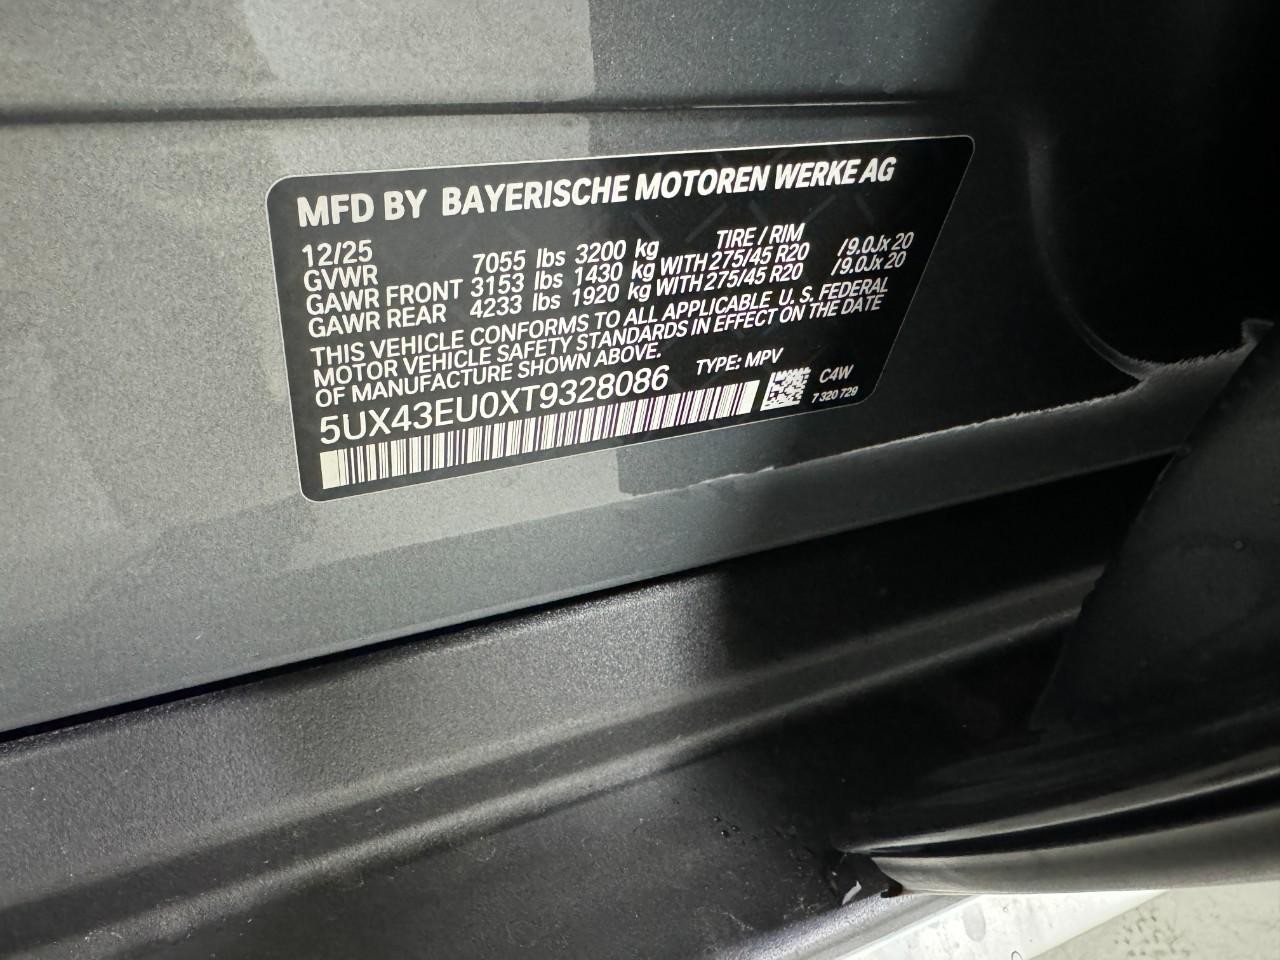 MFD BY BAYERISCHE MOTOREN WERKE AG
12/25 TIRE / RIM
GVWR 7055 lbs 3200 kg
GAWR FRONT 3153 lbs 1430 kg WITH 275/45 R20 /9.0Jx 20
GAWR REAR 4233 lbs 1920 kg WITH 275/45 R20 /9.0Jx 20
THIS VEHICLE CONFORMS TO ALL APPLICABLE U. S. FEDERAL
MOTOR VEHICLE SAFETY STANDARDS IN EFFECT ON THE DATE
OF MANUFACTURE SHOWN ABOVE.
5UX43EU0XT9328086 TYPE: MPV
C4W
7 320 729